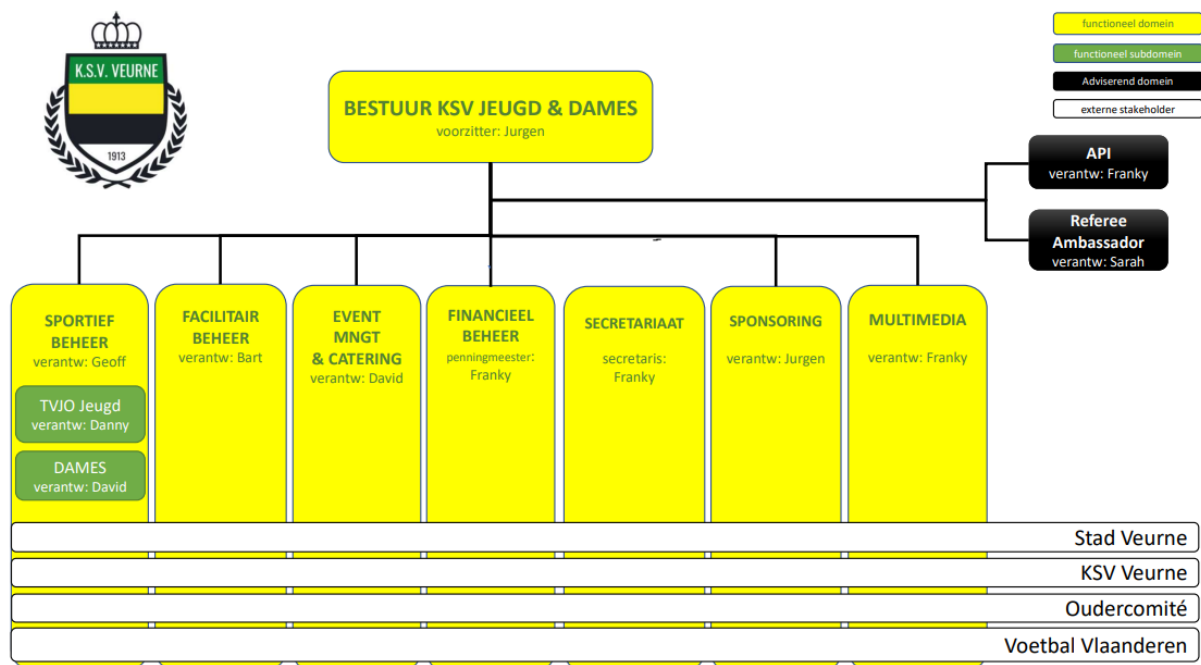 K.S.V. VEURNE
1913
functioneel domein
functioneel subdomein
Adviserend domein
externe stakeholder
BESTUUR KSV JEUGD & DAMES
voorzitter: Jurgen
API
verantw: Franky
Referee
Ambassador
verantw: Sarah
SPORTIEF
BEHEER
verantw: Geoff
TVJO Jeugd
verantw: Danny
DAMES
verantw: David
FACILITAIR
BEHEER
verantw: Bart
EVENT
MNGT
& CATERING
verantw: David
FINANCIEEL
BEHEER
penningmeester:
Franky
SECRETARIAAT
secretaris:
Franky
SPONSORING
verantw: Jurgen
MULTIMEDIA
verantw: Franky
Stad Veurne
KSV Veurne
Oudercomité
Voetbal Vlaanderen